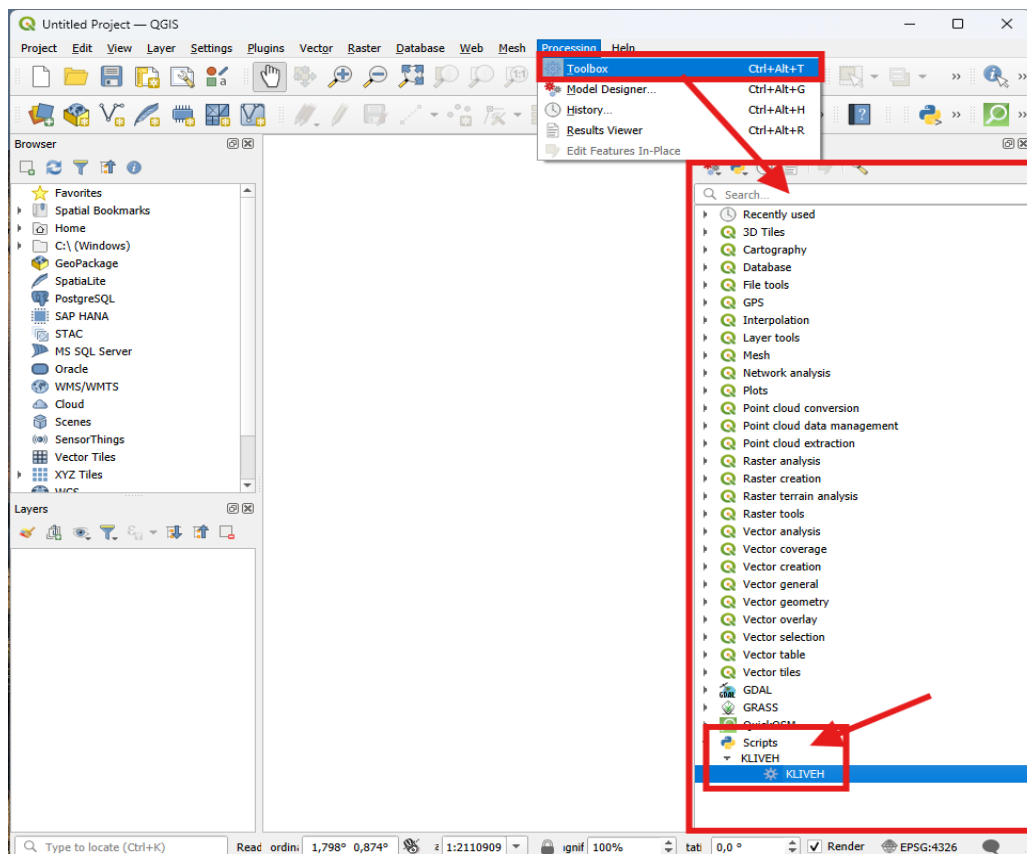 Untitled Project — QGIS
Project Edit View Layer Settings Plugins Vector Raster Database Web Mesh Processing Help
Toolbox Ctrl+Alt+T
Model Designer... Ctrl+Alt+G
History... Ctrl+Alt+H
Results Viewer Ctrl+Alt+R
Edit Features In-Place
Browser
Favorites
Spatial Bookmarks
Home
C:\ (Windows)
GeoPackage
SpatiaLite
PostgreSQL
SAP HANA
STAC
MS SQL Server
Oracle
WMS/WMTS
Cloud
Scenes
SensorThings
Vector Tiles
XYZ Tiles
WCS
Layers
Search...
Recently used
3D Tiles
Cartography
Database
File tools
GPS
Interpolation
Layer tools
Mesh
Network analysis
Plots
Point cloud conversion
Point cloud data management
Point cloud extraction
Raster analysis
Raster creation
Raster terrain analysis
Raster tools
Vector analysis
Vector coverage
Vector creation
Vector general
Vector geometry
Vector overlay
Vector selection
Vector table
Vector tiles
GDAL
GRASS
QuickOSM
Scripts
KLIVEH
KLIVEH
Type to locate (Ctrl+K) Read ordin 1,798° 0,874° 1:2110909 ignif 100% tati 0,0 ° Render EPSG:4326